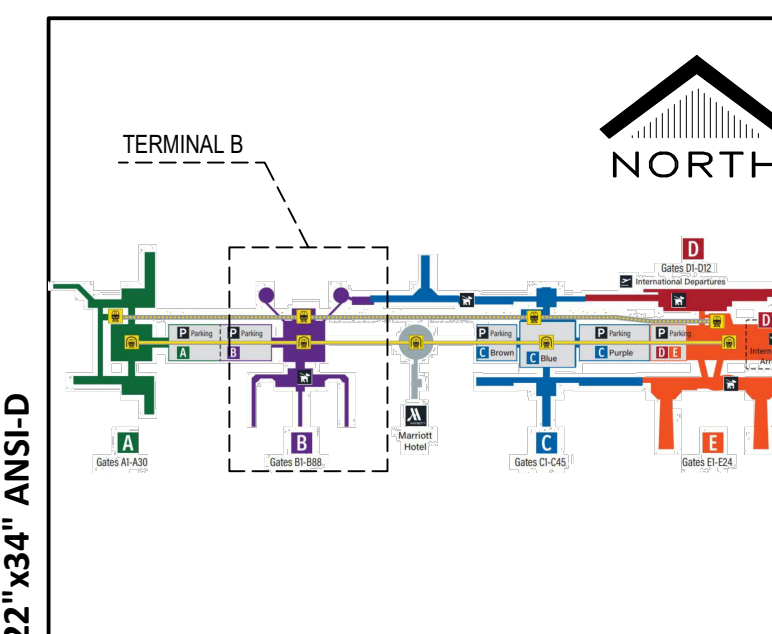 NORTH
TERMINAL B
D
Gates D1-D12
International Departures
P Parking
A
P Parking
B
P Parking
C Brown
C Blue
P Parking
C Purple
P Parking
D E
D
Marriott
Hotel
A
Gates A1-A30
B
Gates B1-B88
C
Gates C1-C45
E
Gates E1-E24
22"x34" ANSI-D